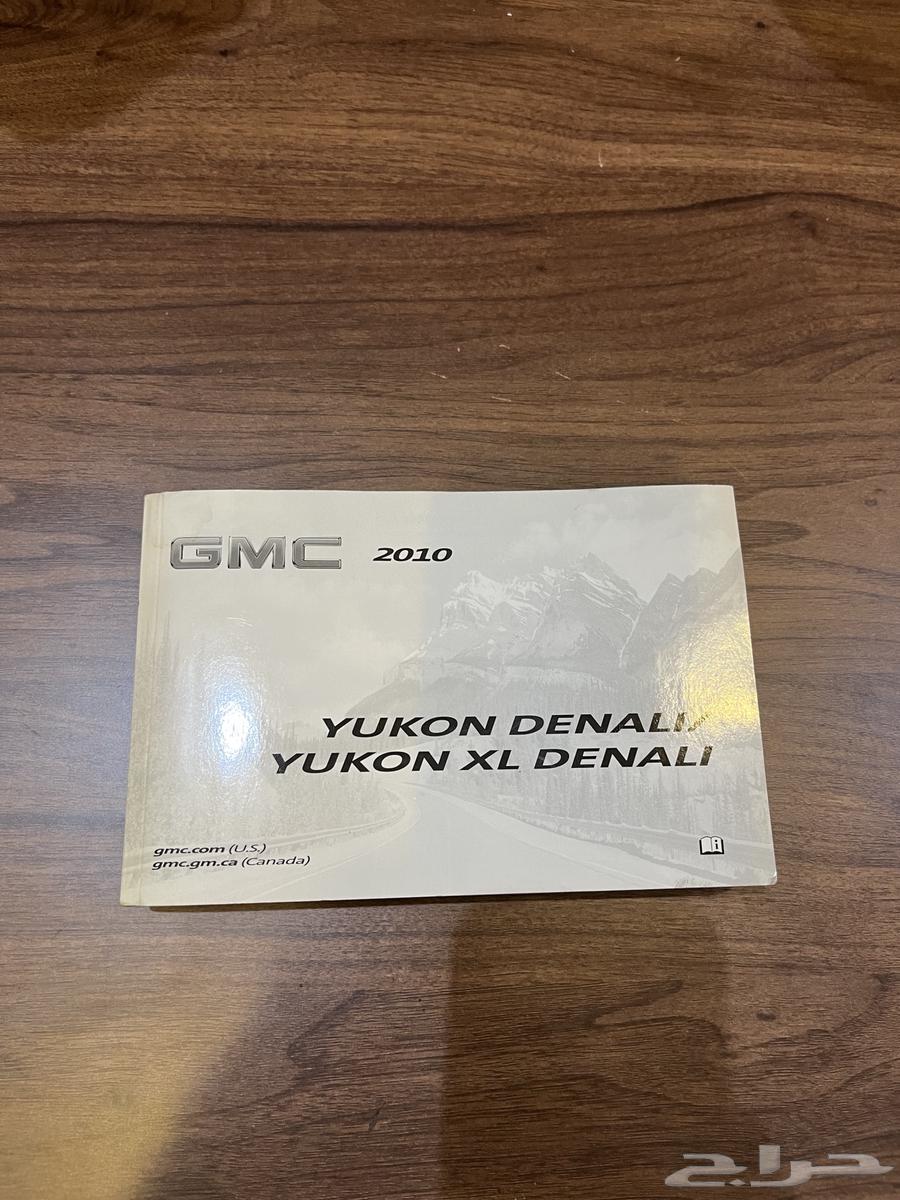 GMC 2010
YUKON DENALI/
YUKON XL DENALI
gmc.com (U.S.)
gmc.gm.ca (Canada)
i
حراج